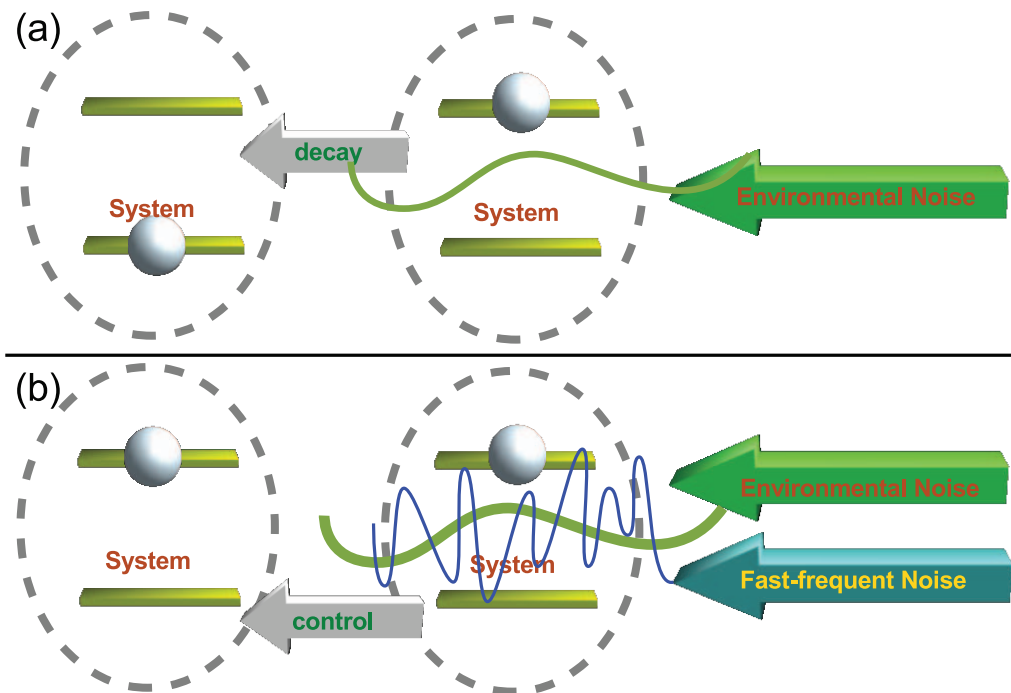 (a)
decay
System
System
Environmental Noise
(b)
Environmental Noise
System
System
Fast-frequent Noise
control